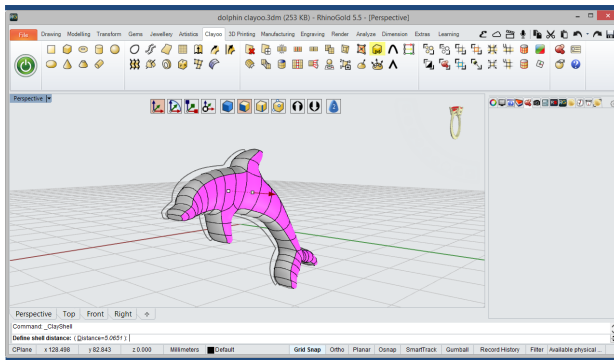 dolphin clayoo.3dm (253 KB) - RhinoGold 5.5 - [Perspective]
File Drawing Modelling Transform Gems Jewellery Artistics Clayoo 3D Printing Manufacturing Engraving Render Analyze Dimension Extras Learning
Perspective
Perspective Top Front Right
Command: _ClayShell
Define shell distance: ( Distance=5.0651 ):
CPlane x 128.498 y 82.843 z 0.000 Millimeters Default Grid Snap Ortho Planar Osnap SmartTrack Gumball Record History Filter Available physical ...